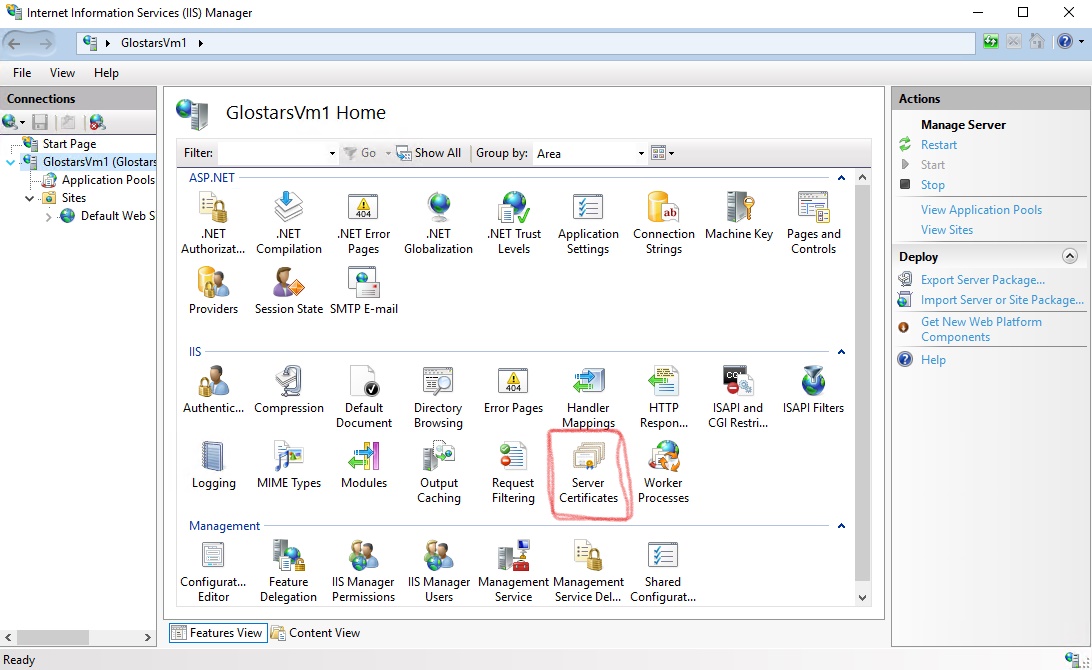 Internet Information Services (IIS) Manager
GlostarsVm1
File View Help
Connections
Start Page
GlostarsVm1 (Glostars
Application Pools
Sites
Default Web S
GlostarsVm1 Home
Filter: Go Show All Group by: Area
ASP.NET
.NET Authorizat...
.NET Compilation
.NET Error Pages
.NET Globalization
.NET Trust Levels
Application Settings
Connection Strings
Machine Key
Pages and Controls
Providers
Session State
SMTP E-mail
IIS
Authentic...
Compression
Default Document
Directory Browsing
Error Pages
Handler Mappings
HTTP Respon...
ISAPI and CGI Restri...
ISAPI Filters
Logging
MIME Types
Modules
Output Caching
Request Filtering
Server Certificates
Worker Processes
Management
Configurat... Editor
Feature Delegation
IIS Manager Permissions
IIS Manager Users
Management Service
Management Service Del...
Shared Configurat...
Features View
Content View
Actions
Manage Server
Restart
Start
Stop
View Application Pools
View Sites
Deploy
Export Server Package...
Import Server or Site Package...
Get New Web Platform
Components
Help
Ready